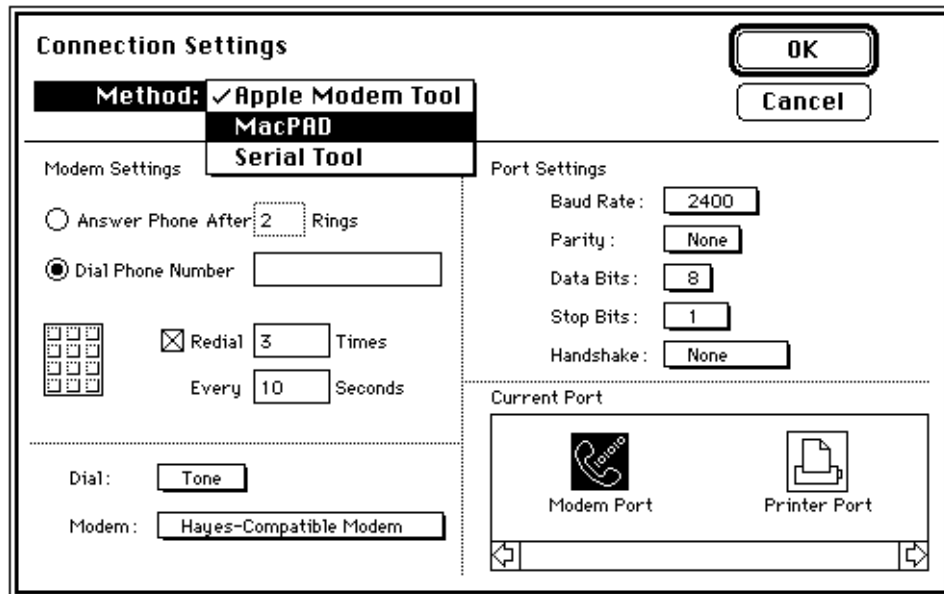 Connection Settings
OK
Method: ✓Apple Modem Tool
MacPAD
Serial Tool
Cancel
Modem Settings
Answer Phone After 2 Rings
Dial Phone Number
Redial 3 Times
Every 10 Seconds
Dial: Tone
Modem: Hayes-Compatible Modem
Port Settings
Baud Rate: 2400
Parity: None
Data Bits: 8
Stop Bits: 1
Handshake: None
Current Port
Modem Port
Printer Port